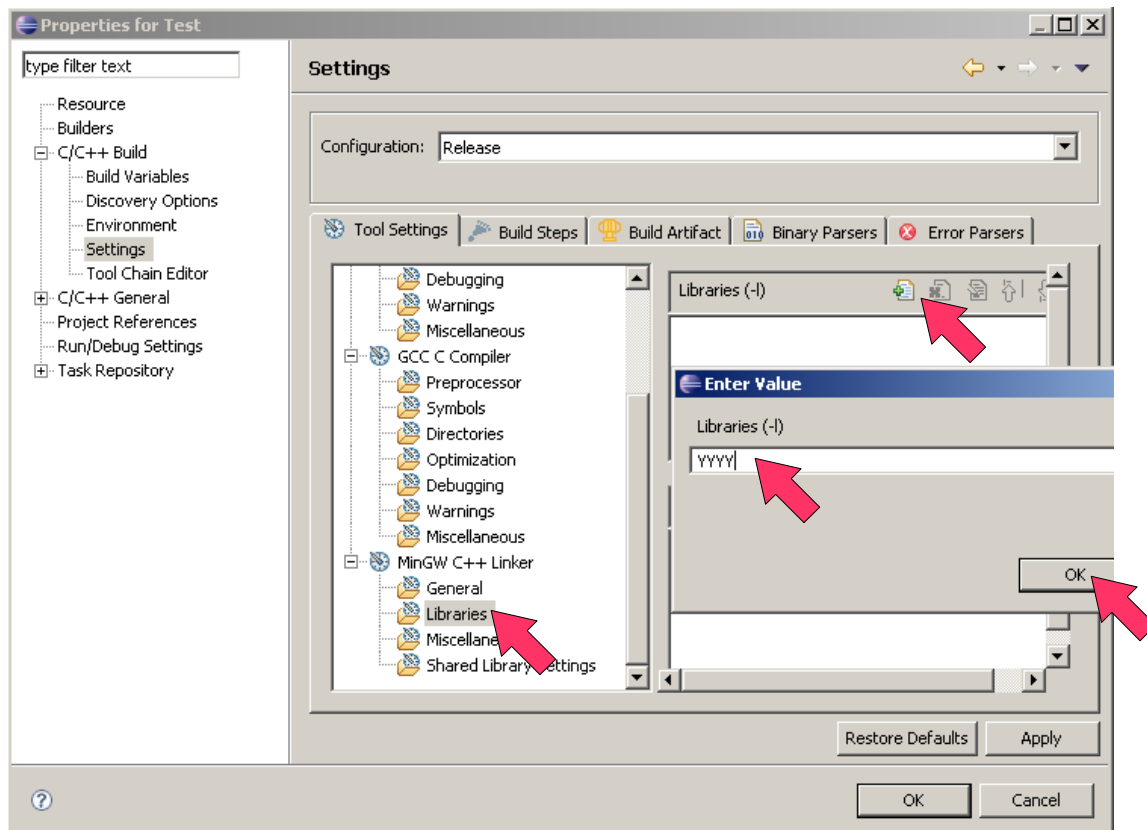 Properties for Test
type filter text
Resource
Builders
C/C++ Build
Build Variables
Discovery Options
Environment
Settings
Tool Chain Editor
C/C++ General
Project References
Run/Debug Settings
Task Repository
Settings
Configuration: Release
Tool Settings Build Steps Build Artifact 010 Binary Parsers Error Parsers
Debugging
Warnings
Miscellaneous
GCC C Compiler
Preprocessor
Symbols
Directories
Optimization
Debugging
Warnings
Miscellaneous
MinGW C++ Linker
General
Libraries
Miscellane
Shared Library ettings
Libraries (-l)
Enter Value
Libraries (-l)
YYYY
OK
Restore Defaults Apply
? OK Cancel